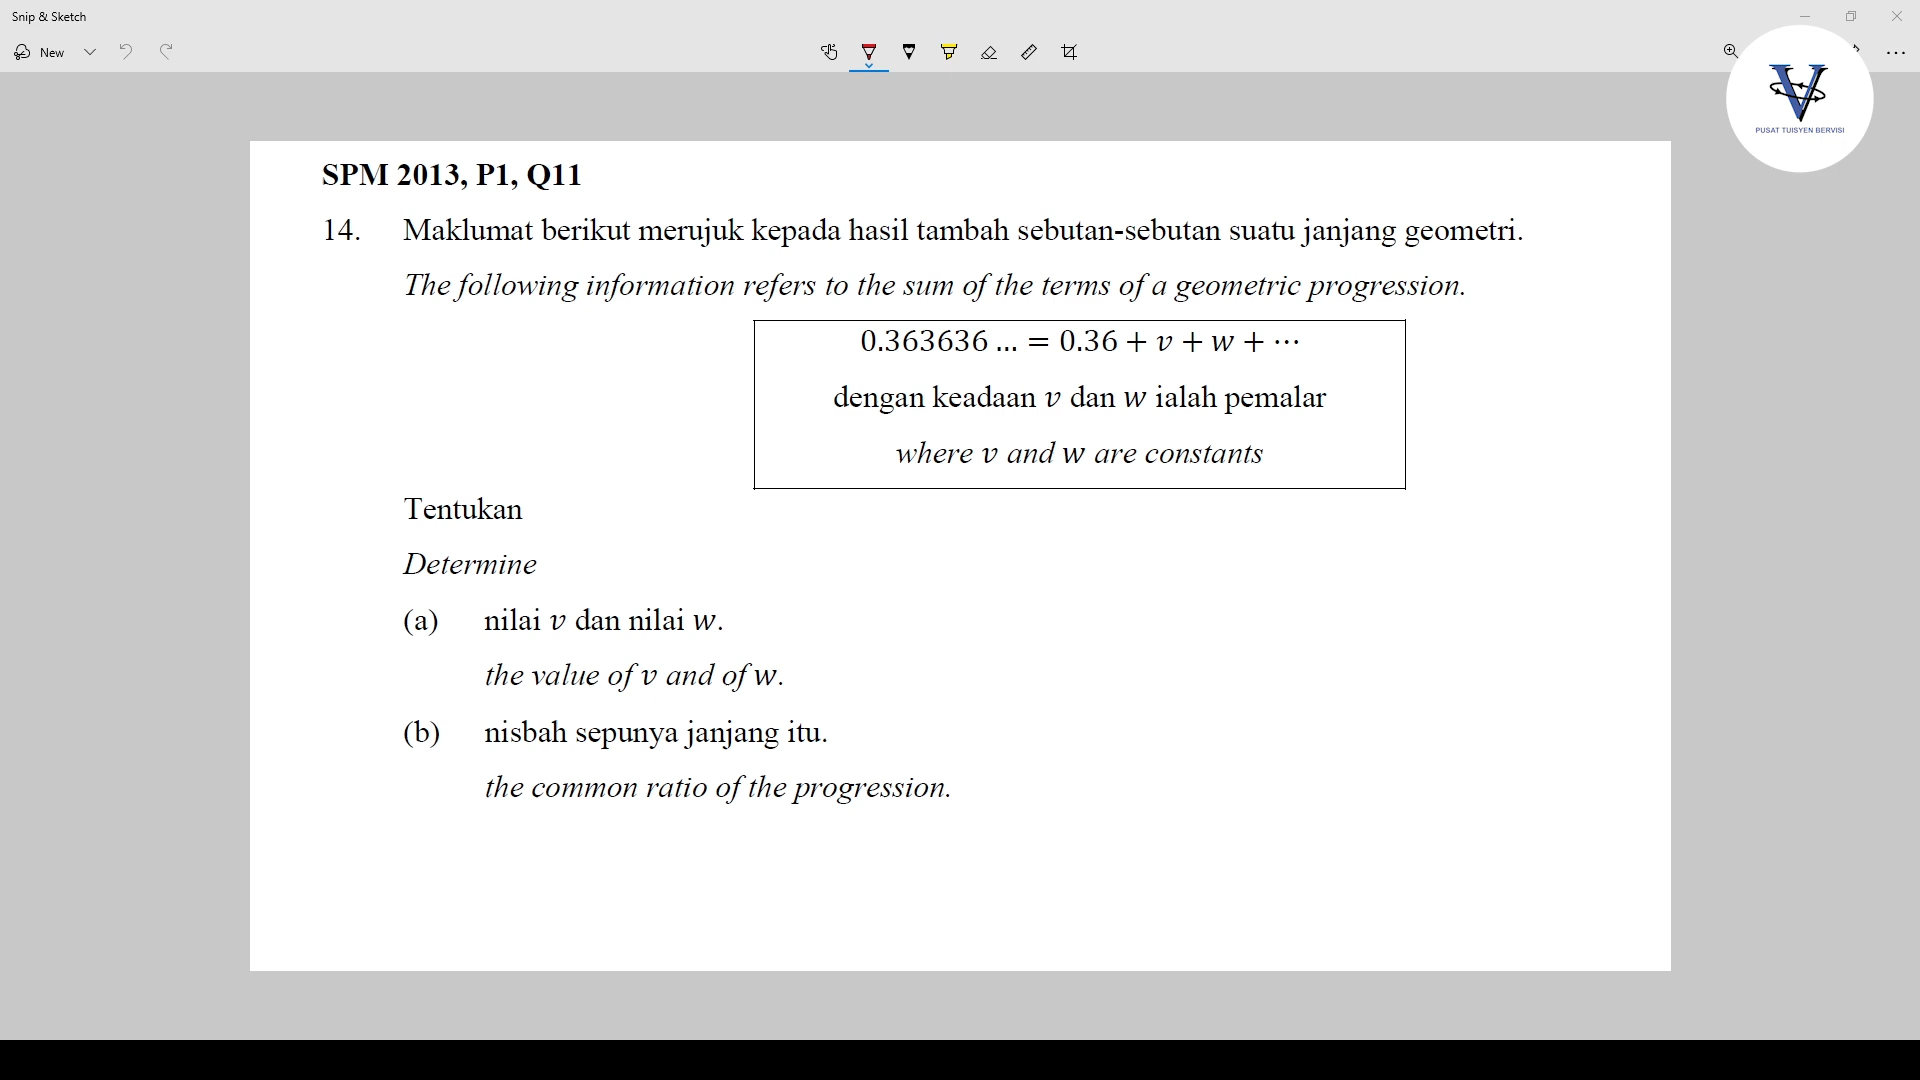 Snip & Sketch
New
PUSAT TUISYEN BERVISI
SPM 2013, P1, Q11
14. Maklumat berikut merujuk kepada hasil tambah sebutan-sebutan suatu janjang geometri.
The following information refers to the sum of the terms of a geometric progression.
0.363636 ... = 0.36 + v + w + ⋯
dengan keadaan v dan w ialah pemalar
where v and w are constants
Tentukan
Determine
(a) nilai v dan nilai w.
the value of v and of w.
(b) nisbah sepunya janjang itu.
the common ratio of the progression.